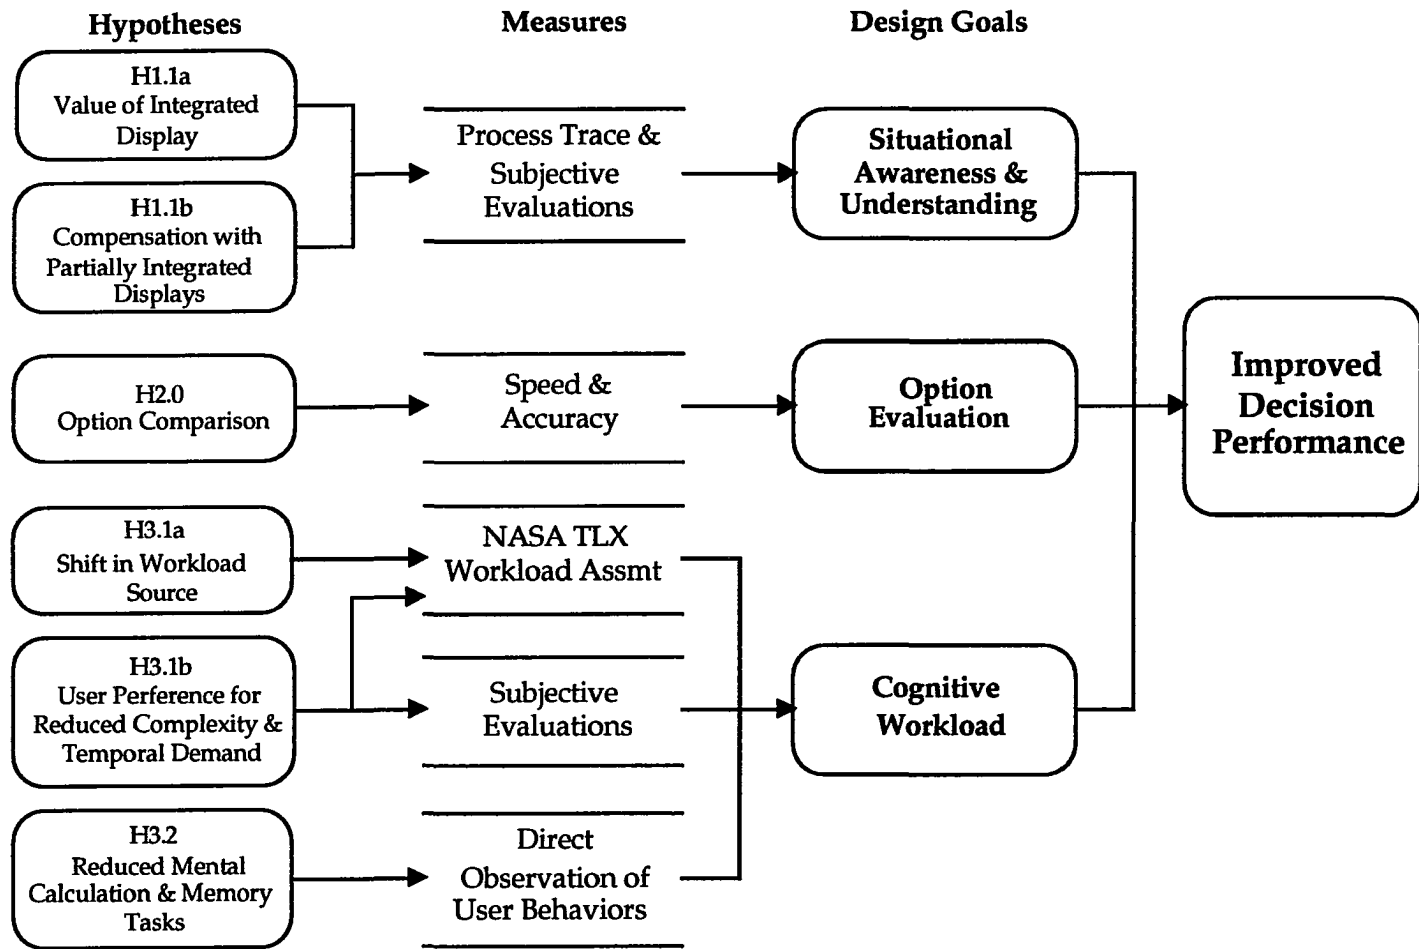 Hypotheses
Measures
Design Goals
H1.1a
Value of Integrated
Display
H1.1b
Compensation with
Partially Integrated
Displays
Process Trace &
Subjective
Evaluations
Situational
Awareness &
Understanding
H2.0
Option Comparison
Speed &
Accuracy
Option
Evaluation
Improved
Decision
Performance
H3.1a
Shift in Workload
Source
NASA TLX
Workload Assmt
H3.1b
User Perference for
Reduced Complexity &
Temporal Demand
Subjective
Evaluations
Cognitive
Workload
H3.2
Reduced Mental
Calculation & Memory
Tasks
Direct
Observation of
User Behaviors